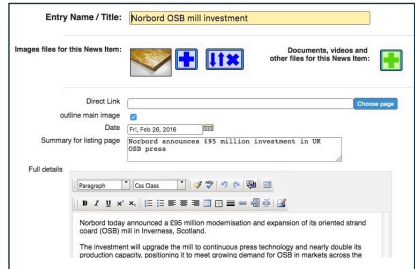 Entry Name / Title: Norbord OSB mill investment
Images files for this News Item:
Documents, videos and
other files for this News Item:
Direct Link
Choose page
outline main image
Date Fri, Feb 26, 2016
Summary for listing page Norbord announces £95 million investment in UK
OSB press
Full details
Paragraph Css Class
B I U x² x₂
Norbord today announced a £95 million modernisation and expansion of its oriented strand
board (OSB) mill in Inverness, Scotland.
The investment will upgrade the mill to continuous press technology and nearly double its
production capacity, positioning it to meet growing demand for OSB in markets across the